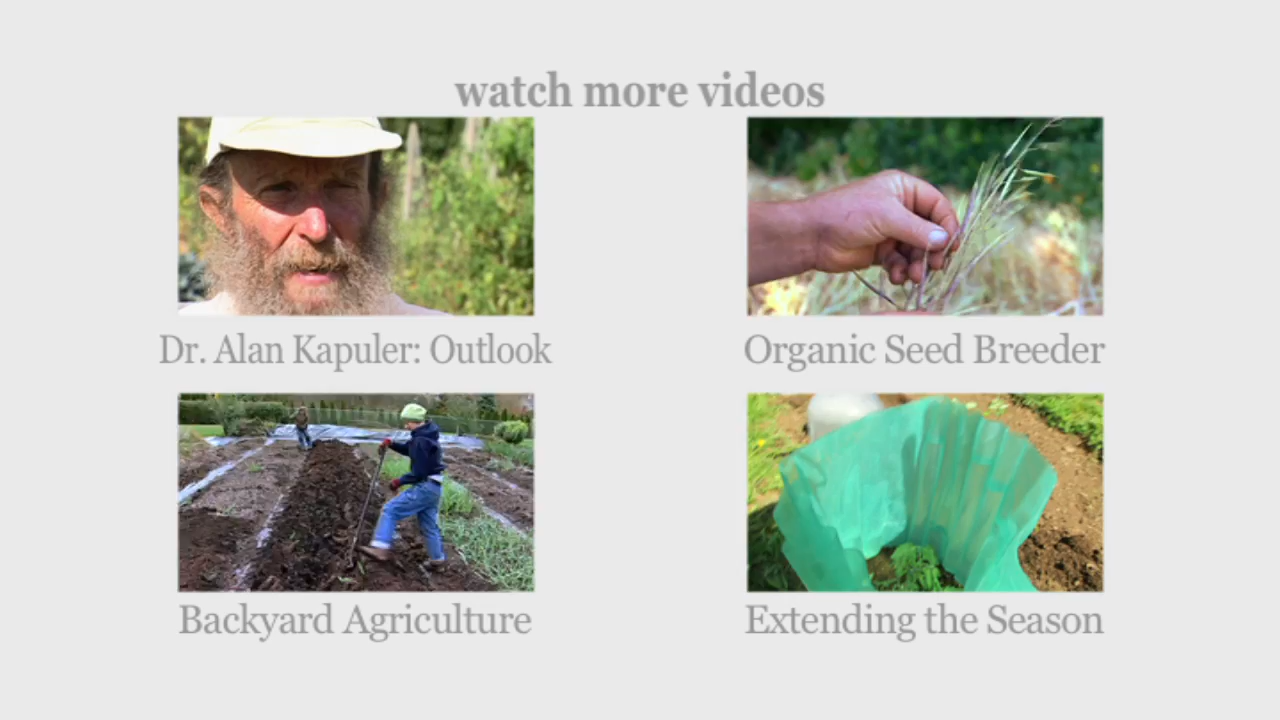 watch more videos
Dr. Alan Kapuler: Outlook
Organic Seed Breeder
Backyard Agriculture
Extending the Season